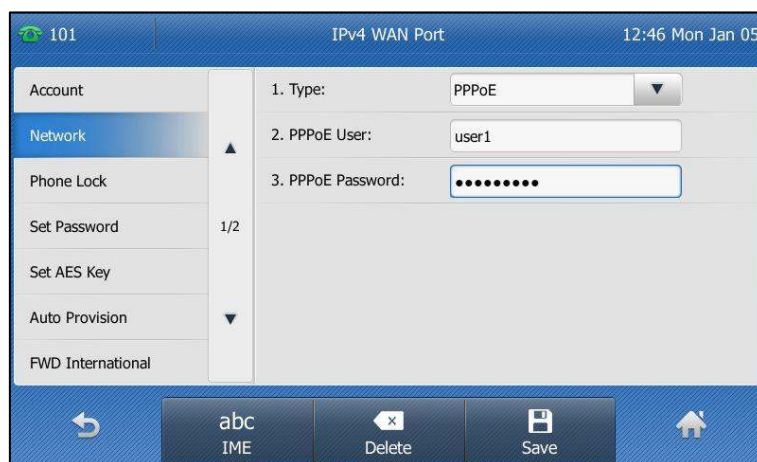 101 IPv4 WAN Port 12:46 Mon Jan 05
Account
Network
Phone Lock
Set Password
Set AES Key
Auto Provision
FWD International
1/2
1. Type: PPPoE
2. PPPoE User: user1
3. PPPoE Password: •••••••••
abc
IME
Delete
Save